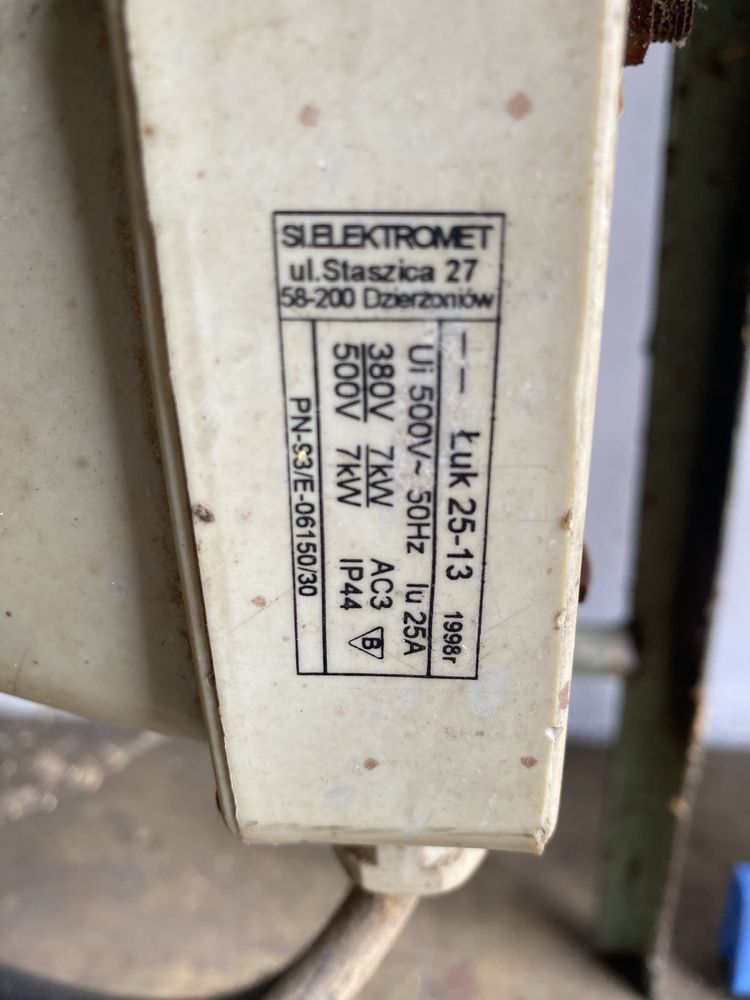 SI.ELEKTROMET
ul.Staszica 27
58-200 Dzierżoniów
Łuk 25-13 1998r
Ui 500V~ 50Hz Iu 25A
380V 7kW AC3 B
500V 7kW IP44
PN-93/E-06150/30